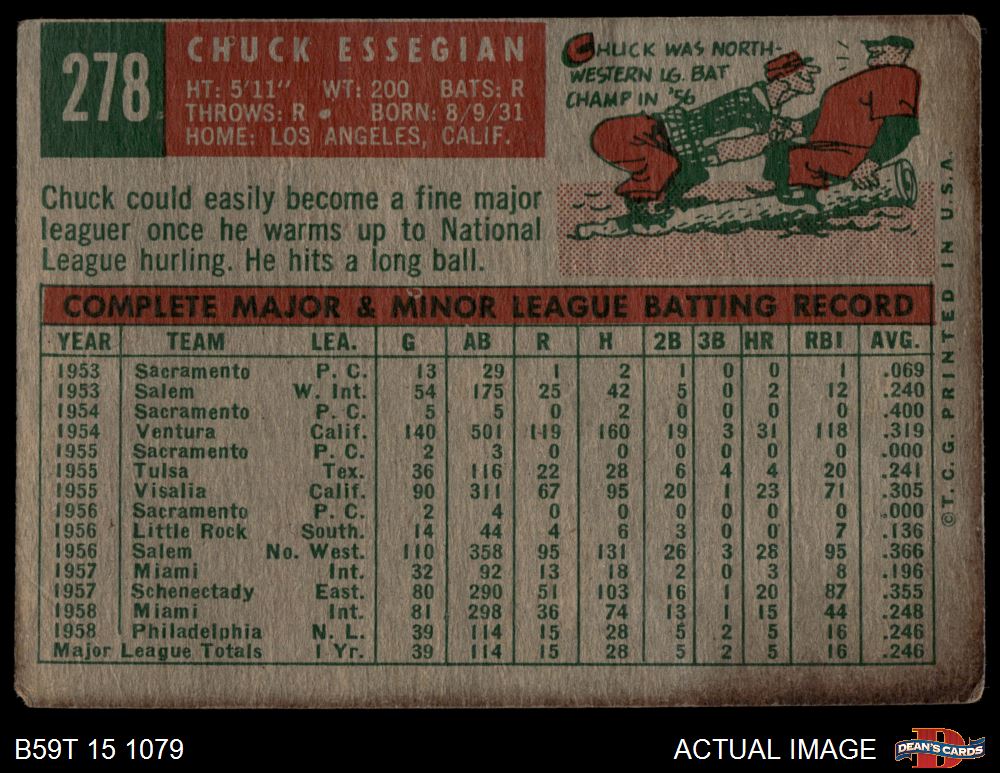 278
CHUCK ESSEGIAN
HT: 5'11" WT: 200 BATS: R
THROWS: R • BORN: 8/9/31
HOME: LOS ANGELES, CALIF.
CHUCK WAS NORTH-
WESTERN LG. BAT
CHAMP IN '56
Chuck could easily become a fine major
leaguer once he warms up to National
League hurling. He hits a long ball.
COMPLETE MAJOR & MINOR LEAGUE BATTING RECORD
YEAR TEAM LEA. G AB R H 2B 3B HR RBI AVG.
1953 Sacramento P. C. 13 29 1 2 1 0 0 1 .069
1953 Salem W. Int. 54 175 25 42 5 0 2 12 .240
1954 Sacramento P. C. 5 5 0 2 0 0 0 0 .400
1954 Ventura Calif. 140 501 119 160 19 3 31 118 .319
1955 Sacramento P. C. 2 3 0 0 0 0 0 0 .000
1955 Tulsa Tex. 36 116 22 28 6 4 4 20 .241
1955 Visalia Calif. 90 311 67 95 20 1 23 71 .305
1956 Sacramento P. C. 2 4 0 0 0 0 0 0 .000
1956 Little Rock South. 14 44 4 6 3 0 0 7 .136
1956 Salem No. West. 110 358 95 131 26 3 28 95 .366
1957 Miami Int. 32 92 13 18 2 0 3 8 .196
1957 Schenectady East. 80 290 51 103 16 1 20 87 .355
1958 Miami Int. 81 298 36 74 13 1 15 44 .248
1958 Philadelphia N. L. 39 114 15 28 5 2 5 16 .246
Major League Totals 1 Yr. 39 114 15 28 5 2 5 16 .246
©T. C. G. PRINTED IN U.S.A.
B59T 15 1079
ACTUAL IMAGE
D
DEAN'S CARDS